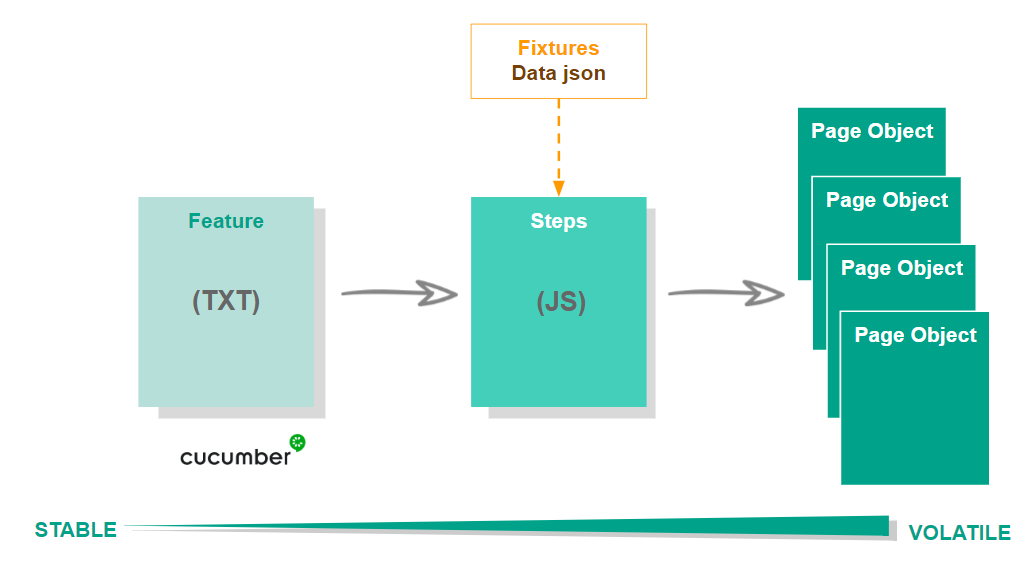 Fixtures
Data json
Feature
(TXT)
Steps
(JS)
Page Object
Page Object
Page Object
Page Object
cucumber
STABLE
VOLATILE